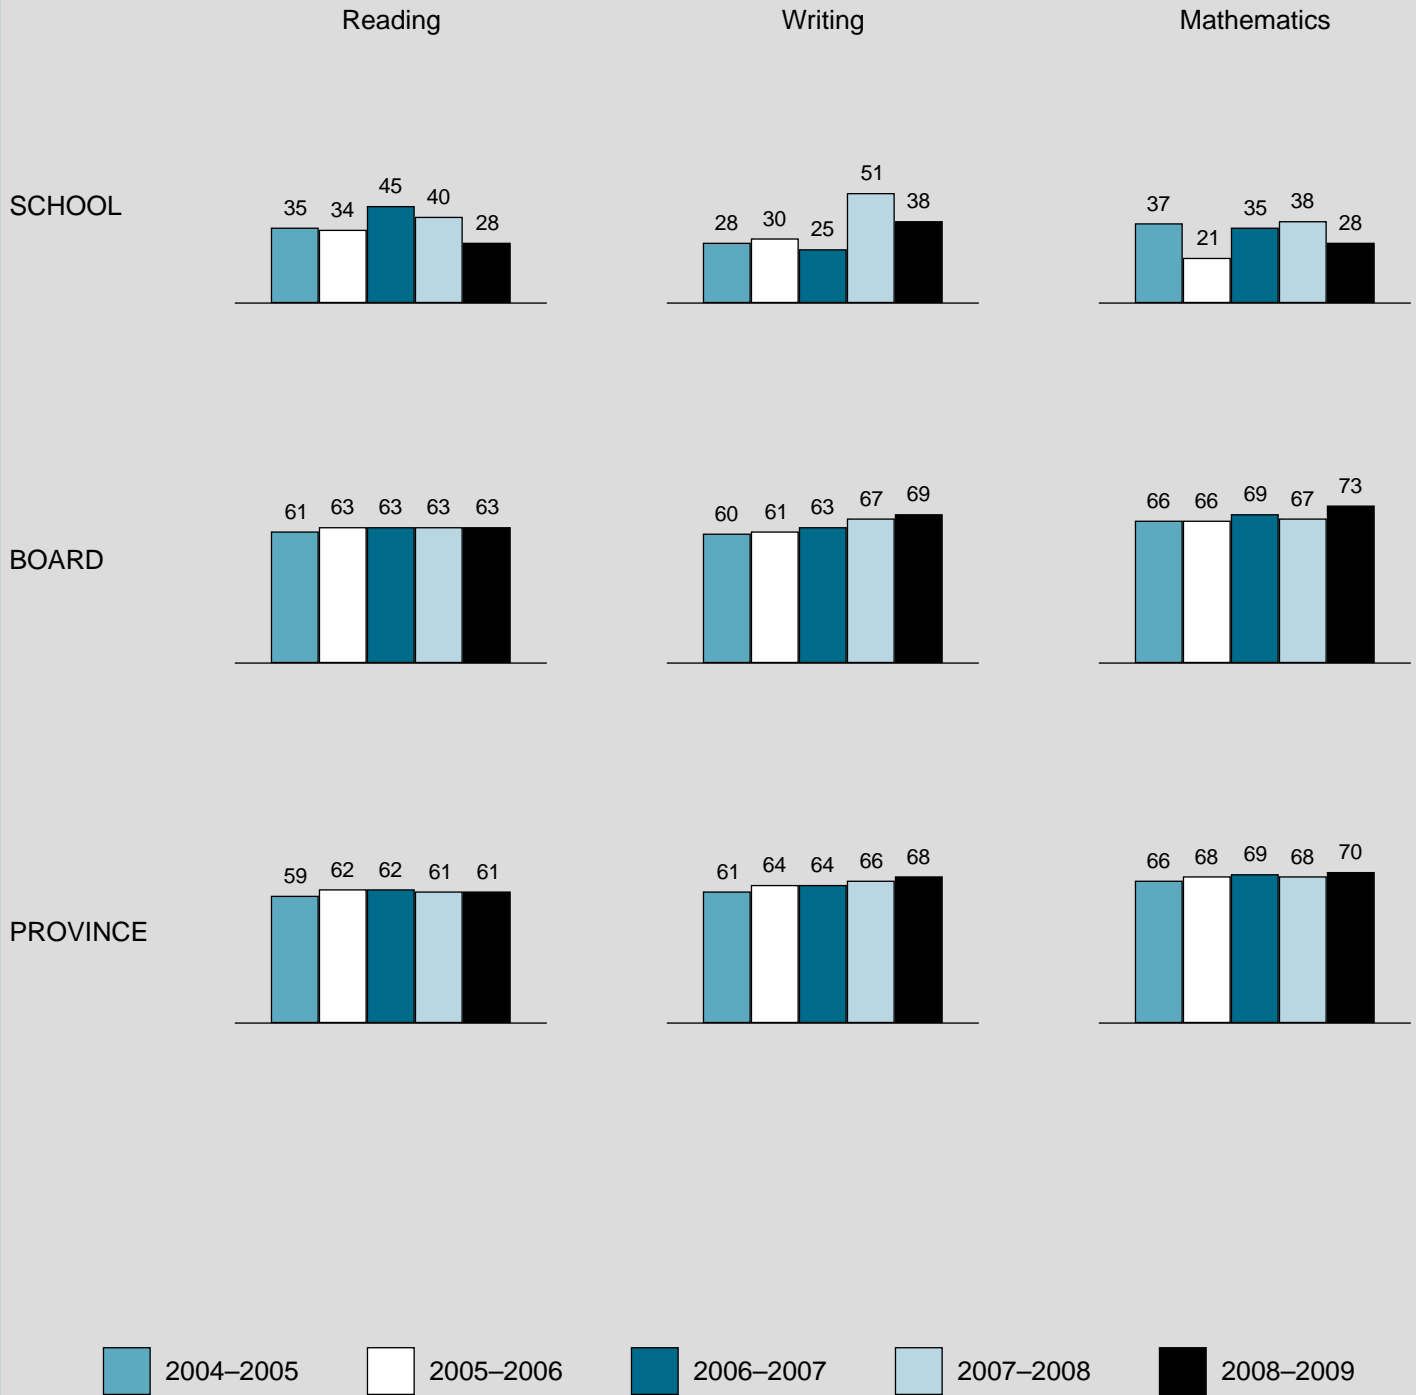 Reading Writing Mathematics
SCHOOL
35 34 45 40 28
28 30 25 51 38
37 21 35 38 28
BOARD
61 63 63 63 63
60 61 63 67 69
66 66 69 67 73
PROVINCE
59 62 62 61 61
61 64 64 66 68
66 68 69 68 70
2004–2005 2005–2006 2006–2007 2007–2008 2008–2009